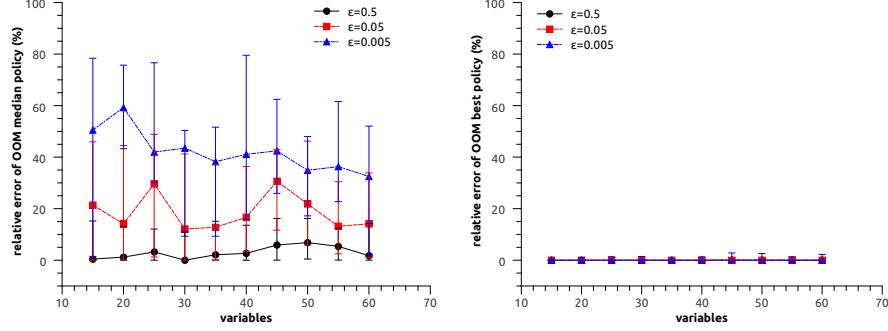 relative error of OOM median policy (%)
100
80
60
40
20
0
10 20 30 40 50 60 70
variables
ε=0.5
ε=0.05
ε=0.005
relative error of OOM best policy (%)
100
80
60
40
20
0
10 20 30 40 50 60 70
variables
ε=0.5
ε=0.05
ε=0.005